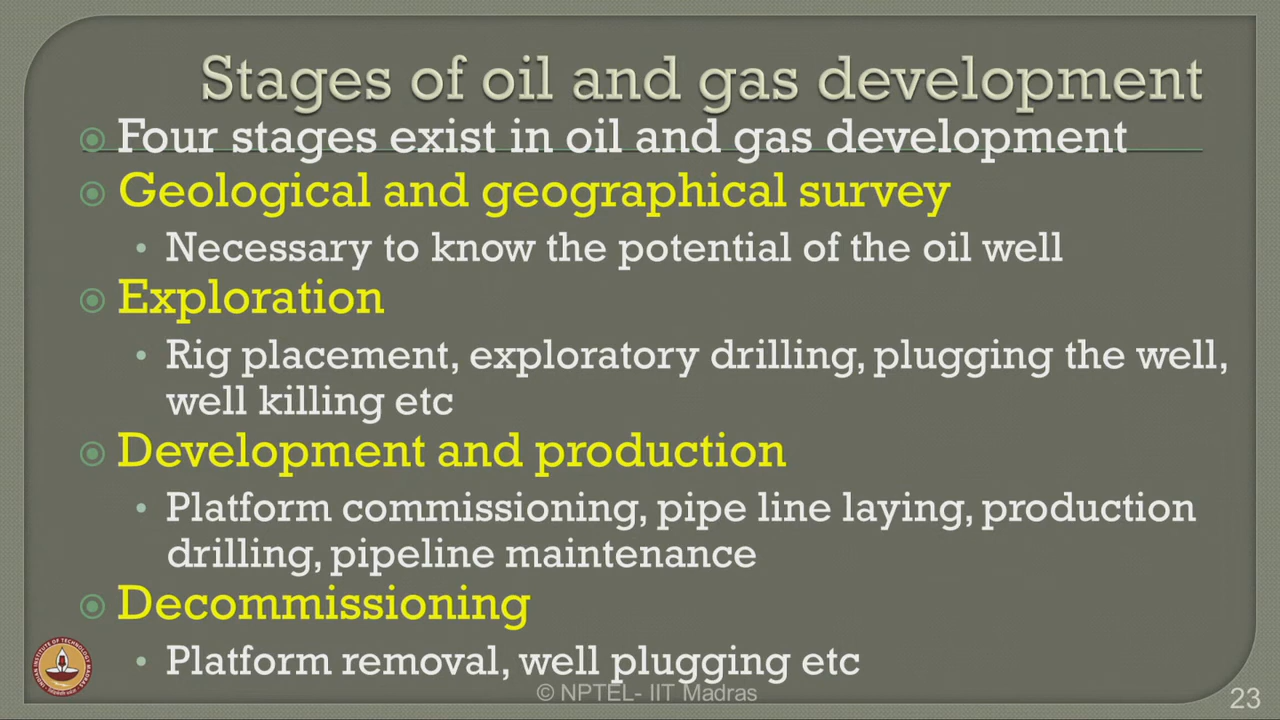 Stages of oil and gas development
Four stages exist in oil and gas development
Geological and geographical survey
Necessary to know the potential of the oil well
Exploration
Rig placement, exploratory drilling, plugging the well,
well killing etc
Development and production
Platform commissioning, pipe line laying, production
drilling, pipeline maintenance
Decommissioning
Platform removal, well plugging etc
© NPTEL- IIT Madras
23